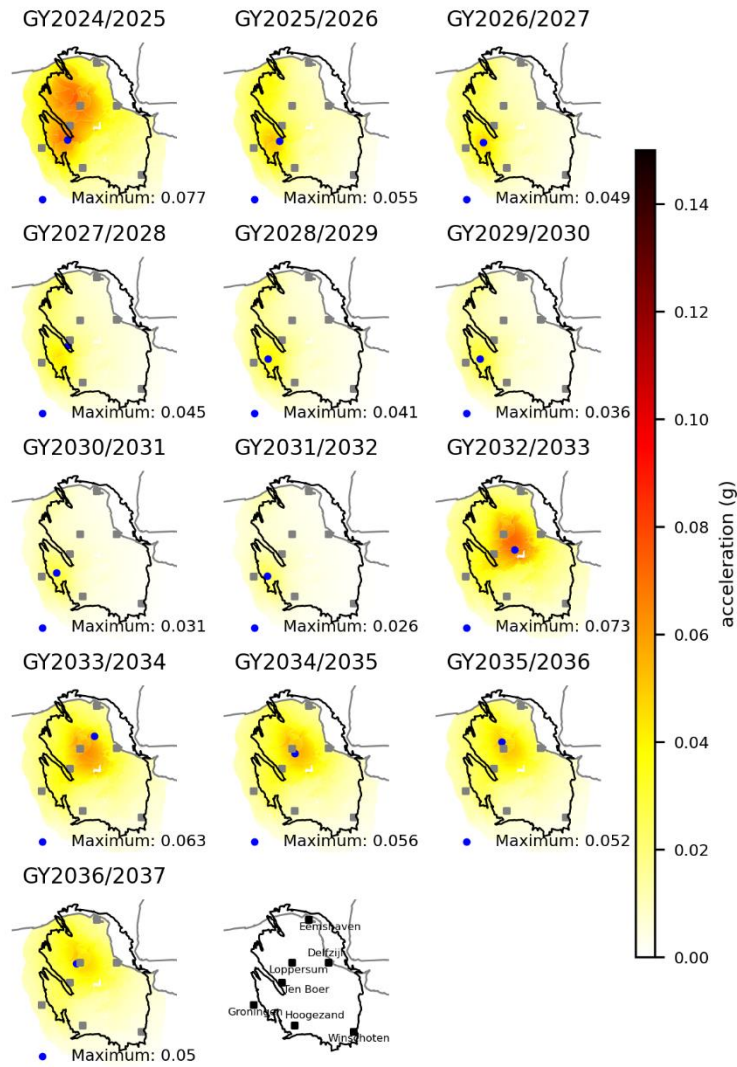 GY2024/2025
GY2025/2026
GY2026/2027
Maximum: 0.077
Maximum: 0.055
Maximum: 0.049
GY2027/2028
GY2028/2029
GY2029/2030
Maximum: 0.045
Maximum: 0.041
Maximum: 0.036
GY2030/2031
GY2031/2032
GY2032/2033
Maximum: 0.031
Maximum: 0.026
Maximum: 0.073
GY2033/2034
GY2034/2035
GY2035/2036
Maximum: 0.063
Maximum: 0.056
Maximum: 0.052
GY2036/2037
Maximum: 0.05
Eemshaven
Delfzijl
Loppersum
Ten Boer
Groningen
Hoogezand
Winschoten
0.14
0.12
0.10
0.08
0.06
0.04
0.02
0.00
acceleration (g)